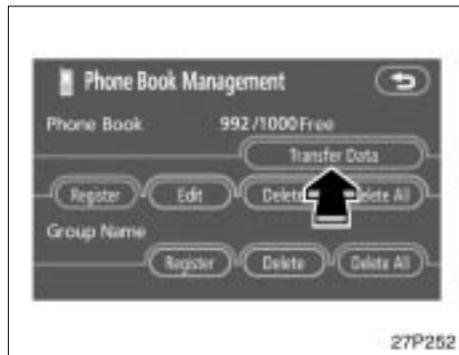 Phone Book Management
Phone Book 992/1000 Free
Transfer Data
Register Edit Delete Delete All
Group Name
Register Delete Delete All
27P252